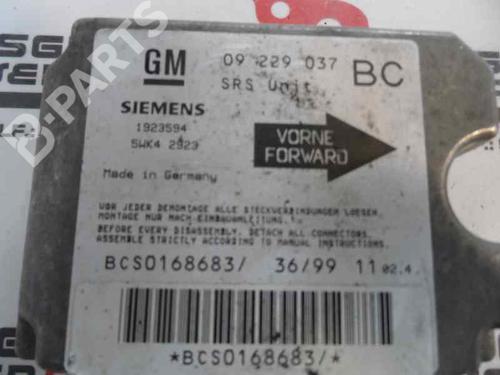 GM
09 229 037
BC
SRS Unit
SIEMENS
1923594
5WK4 2923
VORNE
FORWARD
Made in Germany
VOR JEDER DEMONTAGE ALLE STECKVERBINDUNGEN LOESEN.
MONTAGE NUR NACH EINBAUANLEITUNG.
BEFORE EVERY DISASSEMBLY, DETACH ALL CONNECTORS.
ASSEMBLE STRICTLY ACCORDING TO MANUAL INSTRUCTIONS.
BCS0168683/ 36/99 11 02.4.
*BCS0168683/*
B-PARTS